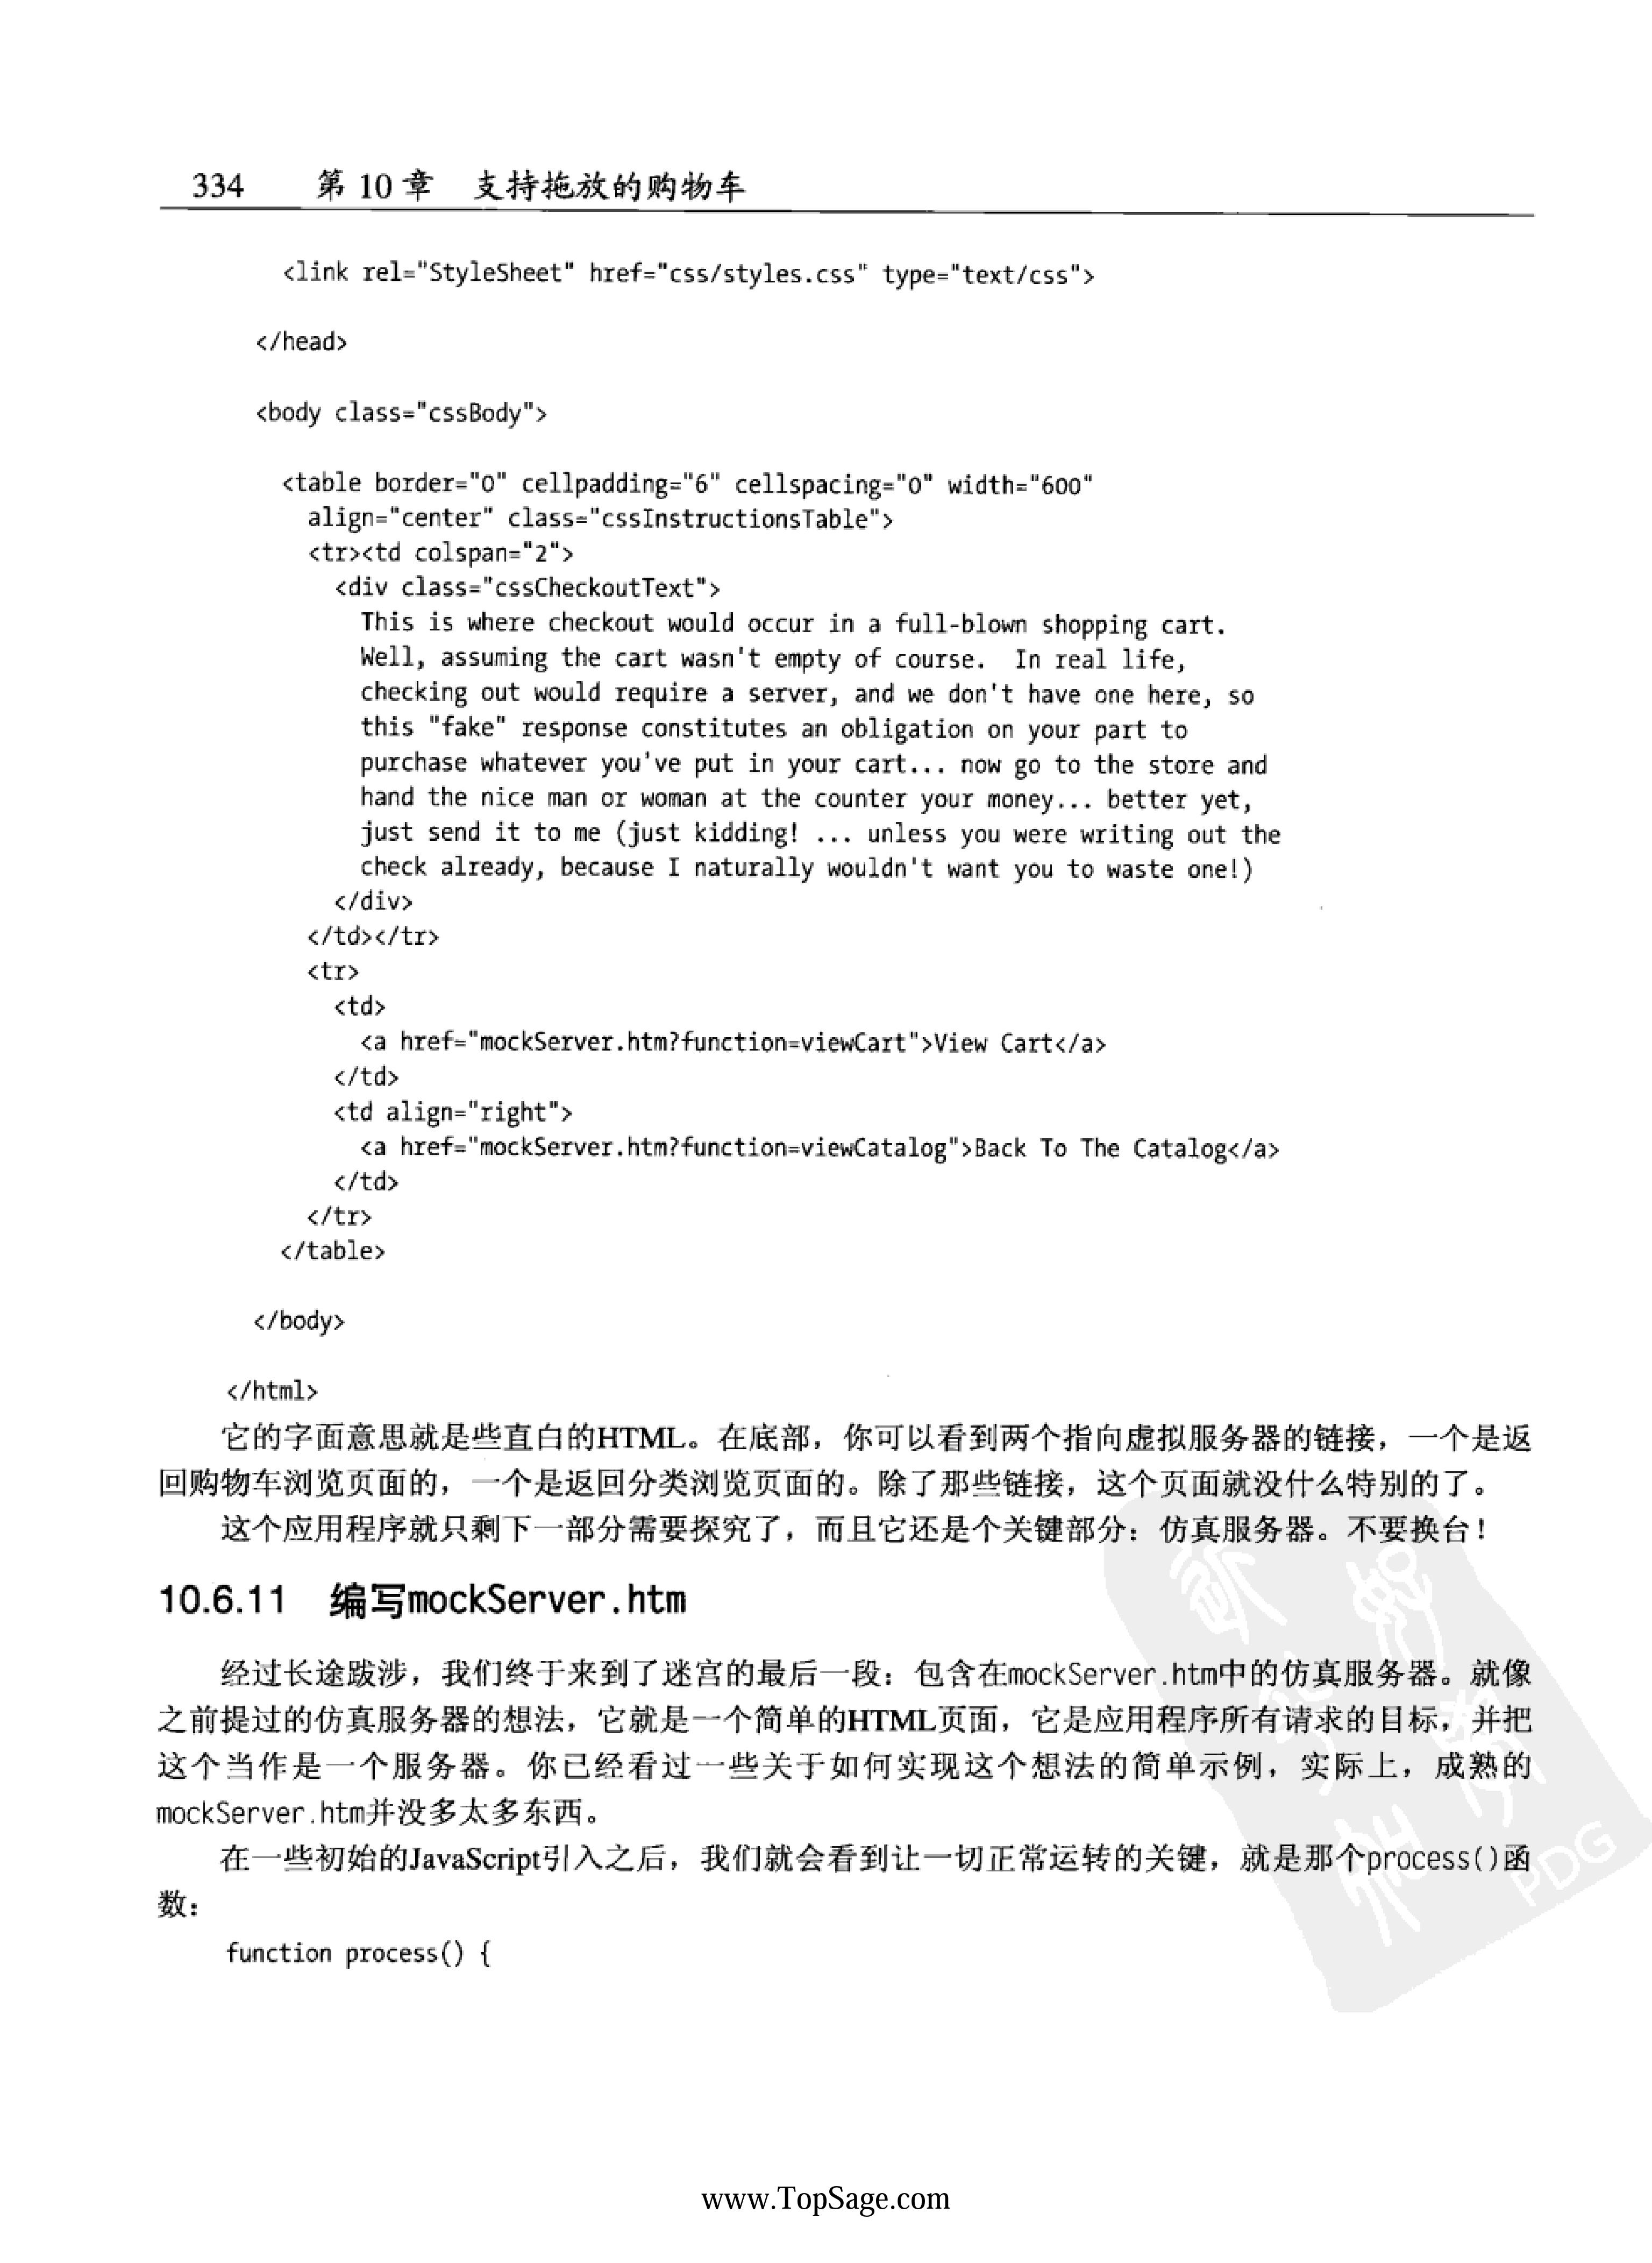 334 第 10 章 支持拖放的购物车
<link rel="StyleSheet" href="css/styles.css" type="text/css">
</head>
<body class="cssBody">
<table border="0" cellpadding="6" cellspacing="0" width="600"
align="center" class="cssInstructionsTable">
<tr><td colspan="2">
<div class="cssCheckoutText">
This is where checkout would occur in a full-blown shopping cart.
Well, assuming the cart wasn't empty of course.  In real life,
checking out would require a server, and we don't have one here, so
this "fake" response constitutes an obligation on your part to
purchase whatever you've put in your cart... now go to the store and
hand the nice man or woman at the counter your money... better yet,
just send it to me (just kidding! ... unless you were writing out the
check already, because I naturally wouldn't want you to waste one!)
</div>
</td></tr>
<tr>
<td>
<a href="mockServer.htm?function=viewCart">View Cart</a>
</td>
<td align="right">
<a href="mockServer.htm?function=viewCatalog">Back To The Catalog</a>
</td>
</tr>
</table>
</body>
</html>
它的字面意思就是些直白的HTML。在底部，你可以看到两个指向虚拟服务器的链接，一个是返
回购物车浏览页面的，一个是返回分类浏览页面的。除了那些链接，这个页面就没什么特别的了。
这个应用程序就只剩下一部分需要探究了，而且它还是个关键部分：仿真服务器。不要换台！
10.6.11 编写mockServer.htm
经过长途跋涉，我们终于来到了迷宫的最后一段：包含在mockServer.htm中的仿真服务器。就像
之前提过的仿真服务器的想法，它就是一个简单的HTML页面，它是应用程序所有请求的目标，并把
这个当作是一个服务器。你已经看过一些关于如何实现这个想法的简单示例，实际上，成熟的
mockServer.htm并没多太多东西。
在一些初始的JavaScript引入之后，我们就会看到让一切正常运转的关键，就是那个process()函
数：
function process() {
PDG
www.TopSage.com